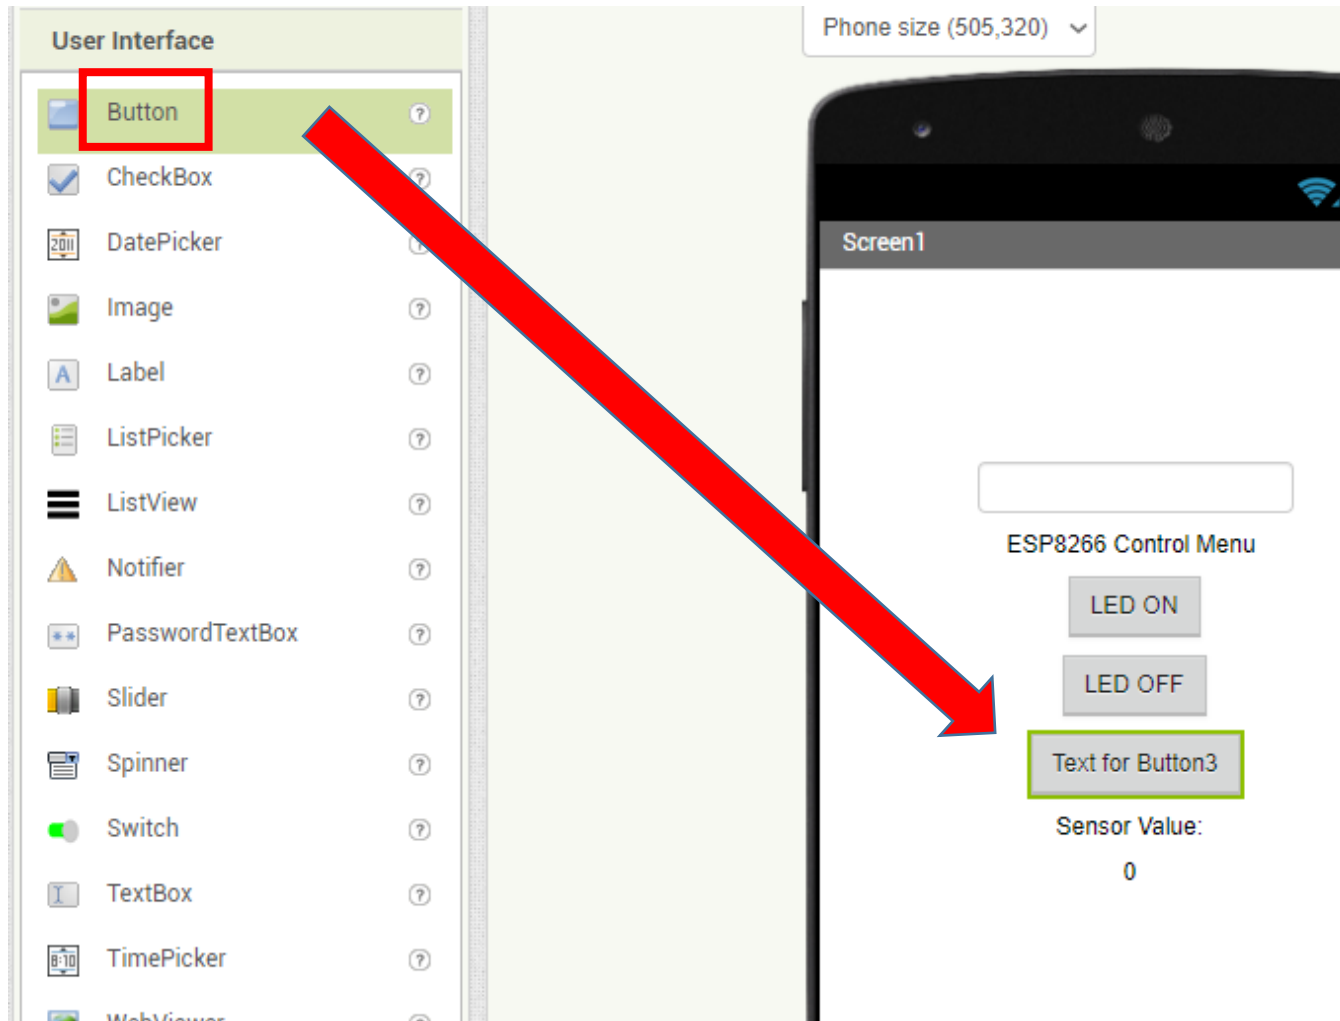 User Interface
Button
CheckBox
DatePicker
Image
Label
ListPicker
ListView
Notifier
PasswordTextBox
Slider
Spinner
Switch
TextBox
TimePicker
WebViewer
Phone size (505,320)
Screen1
ESP8266 Control Menu
LED ON
LED OFF
Text for Button3
Sensor Value:
0